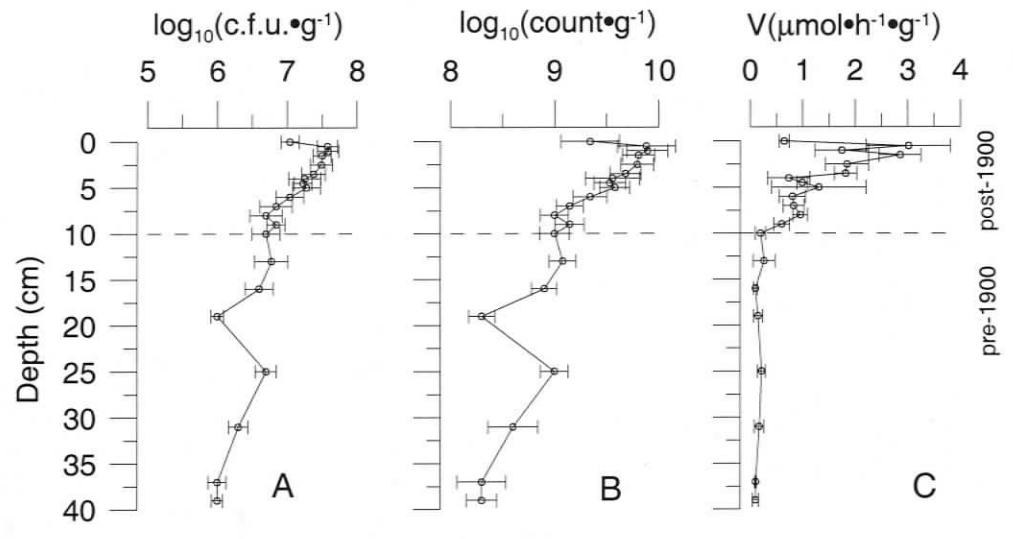 log₁₀(c.f.u.•g⁻¹) log₁₀(count•g⁻¹) V(µmol•h⁻¹•g⁻¹)
5 6 7 8 8 9 10 0 1 2 3 4
0
5
10
15
20
25
30
35
40
Depth (cm)
A B C
post-1900
pre-1900